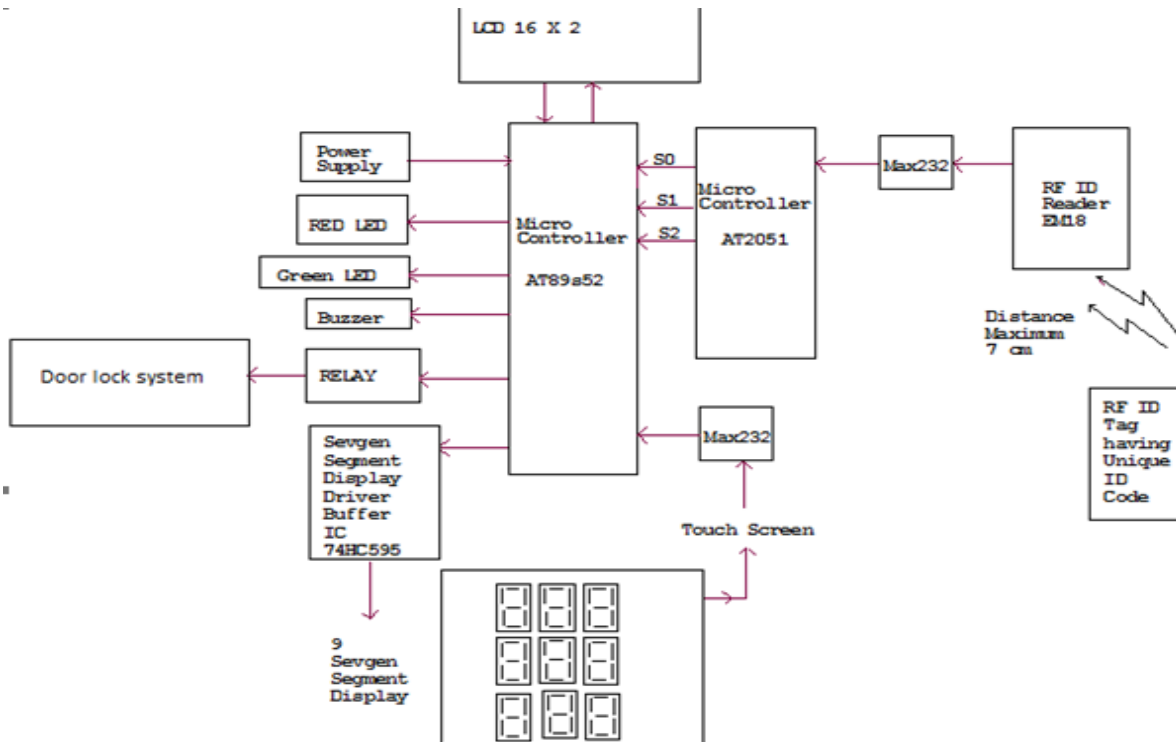 LCD 16 X 2
Power
Supply
RED LED
Green LED
Buzzer
RELAY
Door lock system
Sevgen
Segment
Display
Driver
Buffer
IC
74HC595
9
Sevgen
Segment
Display
Micro
Controller
AT89s52
S0
S1
S2
Micro
Controller
AT2051
Max232
RF ID
Reader
EM18
Distance
Maximum
7 cm
RF ID
Tag
having
Unique
ID
Code
Max232
Touch Screen